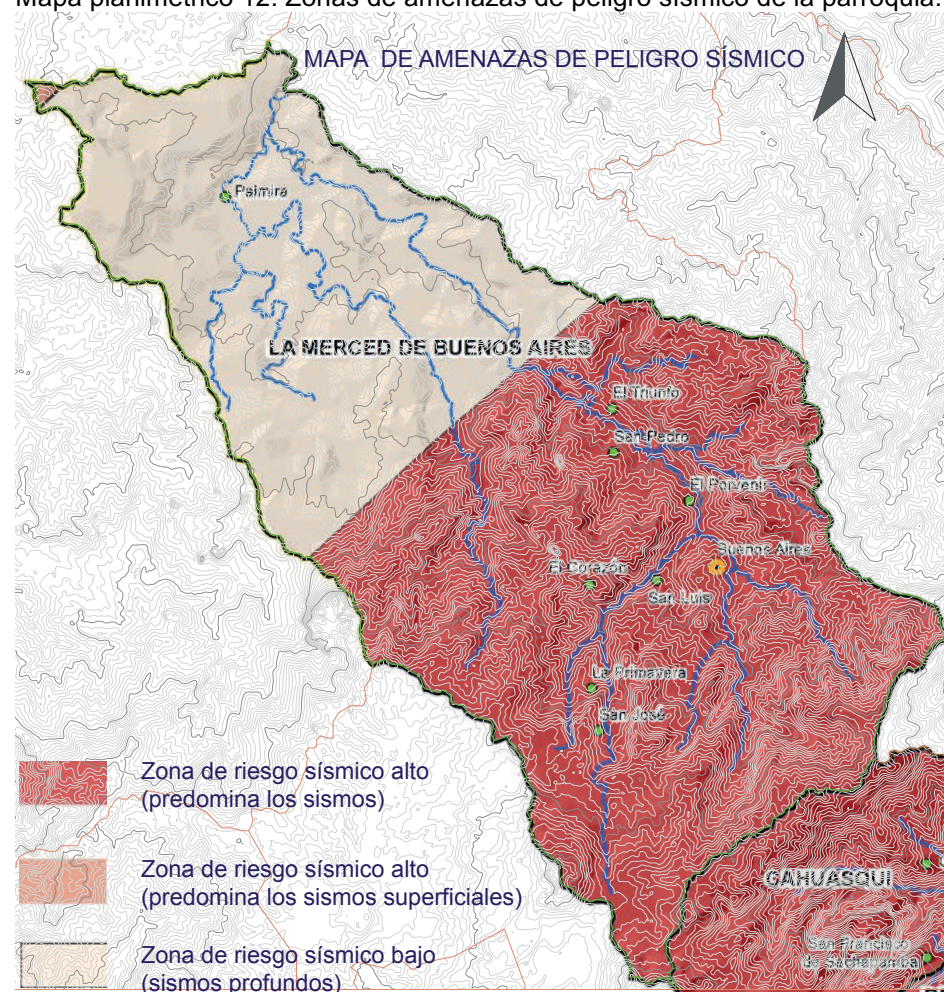 Mapa planimétrico 12. Zonas de amenazas de peligro sísmico de la parroquia.
MAPA DE AMENAZAS DE PELIGRO SÍSMICO
Palmira
LA MERCED DE BUENOS AIRES
El Triunfo
San Pedro
El Porvenir
Buenos Aires
El Corazón
San Luis
La Primavera
San José
Zona de riesgo sísmico alto
(predomina los sismos)
Zona de riesgo sísmico alto
(predomina los sismos superficiales)
GAHUASQUI
Zona de riesgo sísmico bajo
(sismos profundos)
San Francisco
de Sachapamba